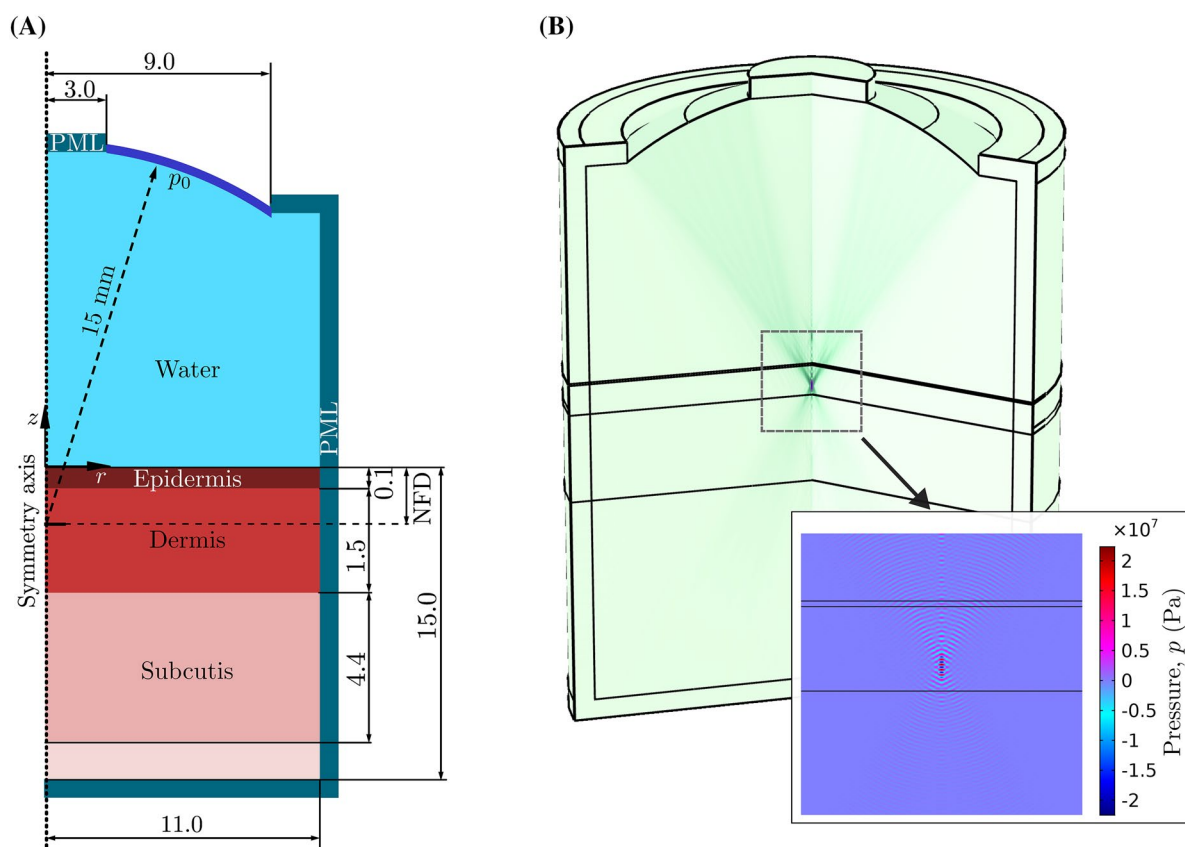 (A)
9.0
3.0
PML
p0
15 mm
Water
z
r
PML
Symmetry axis
Epidermis
0.1
NFD
Dermis
1.5
15.0
Subcutis
4.4
11.0
(B)
×10⁷
2
1.5
1
0.5
0
-0.5
-1
-1.5
-2
Pressure, p (Pa)